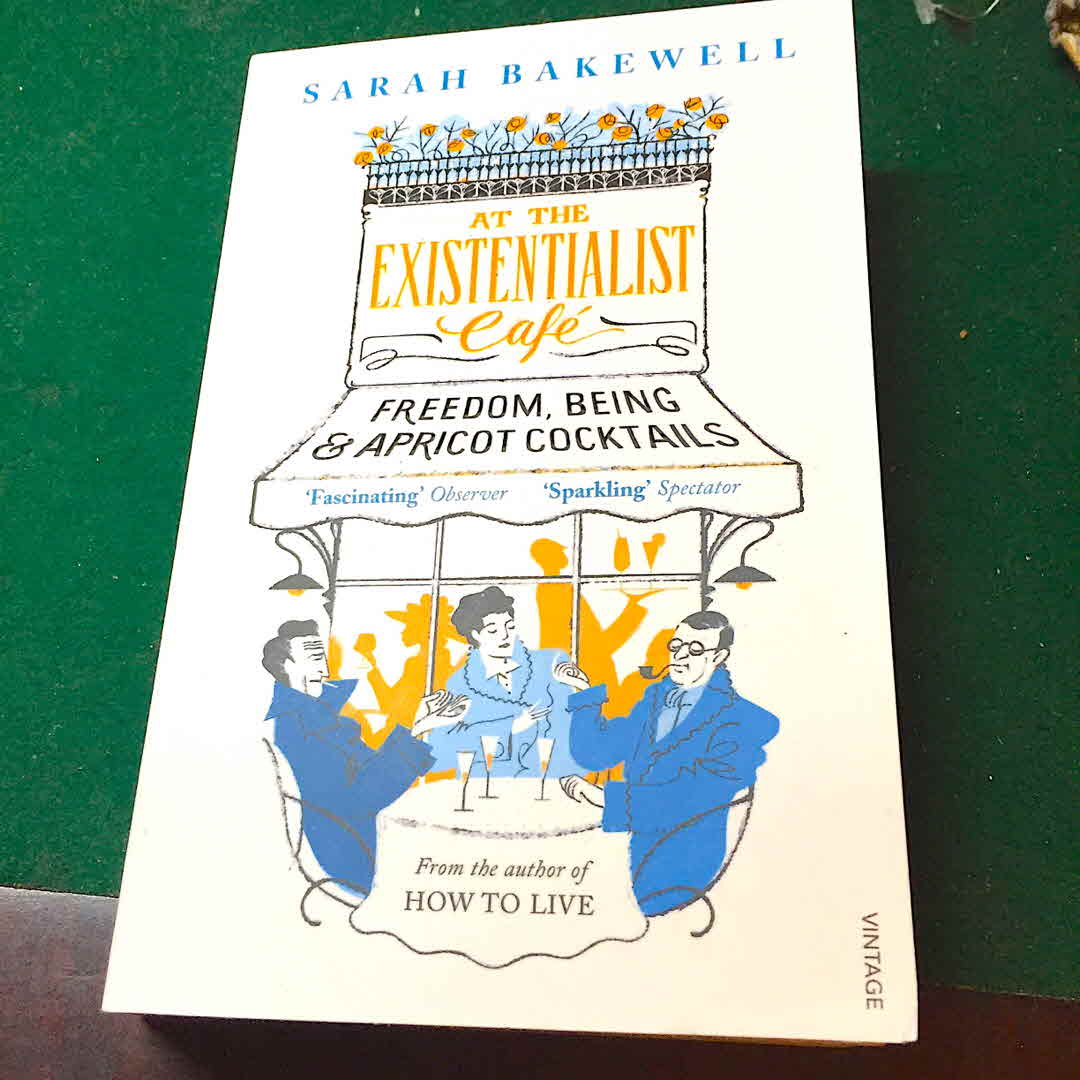 SARAH BAKEWELL
AT THE
EXISTENTIALIST
Café
FREEDOM, BEING
& APRICOT COCKTAILS
'Fascinating' Observer 'Sparkling' Spectator
From the author of
HOW TO LIVE
VINTAGE